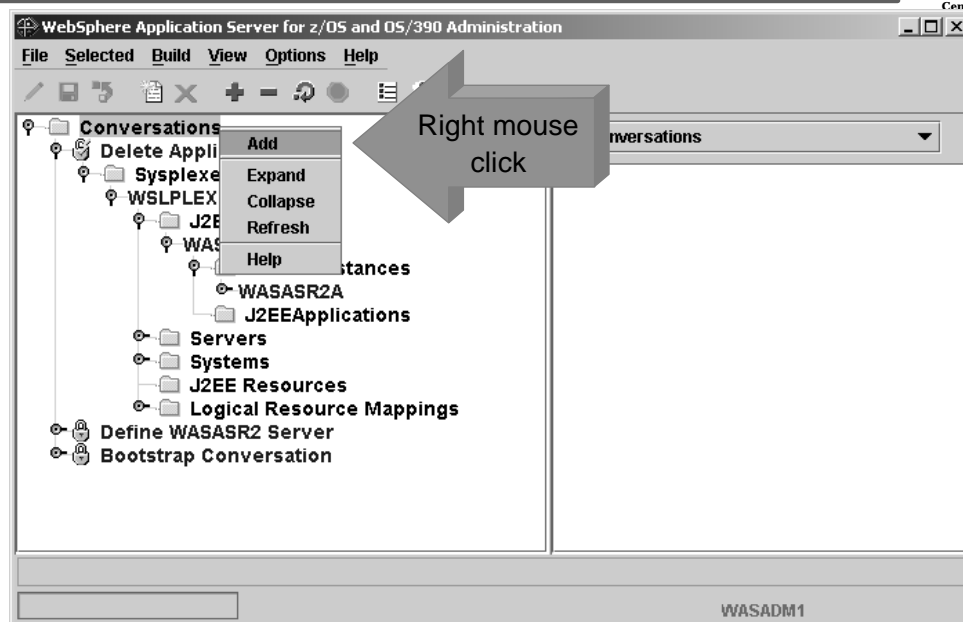 Cen
WebSphere Application Server for z/OS and OS/390 Administration
File Selected Build View Options Help
Conversations
Delete Appli
Sysplexe
WSLPLEX
J2E
WAS
stances
WASASR2A
J2EEApplications
Servers
Systems
J2EE Resources
Logical Resource Mappings
Define WASASR2 Server
Bootstrap Conversation
Add
Expand
Collapse
Refresh
Help
Right mouse
click
nversations
WASADM1